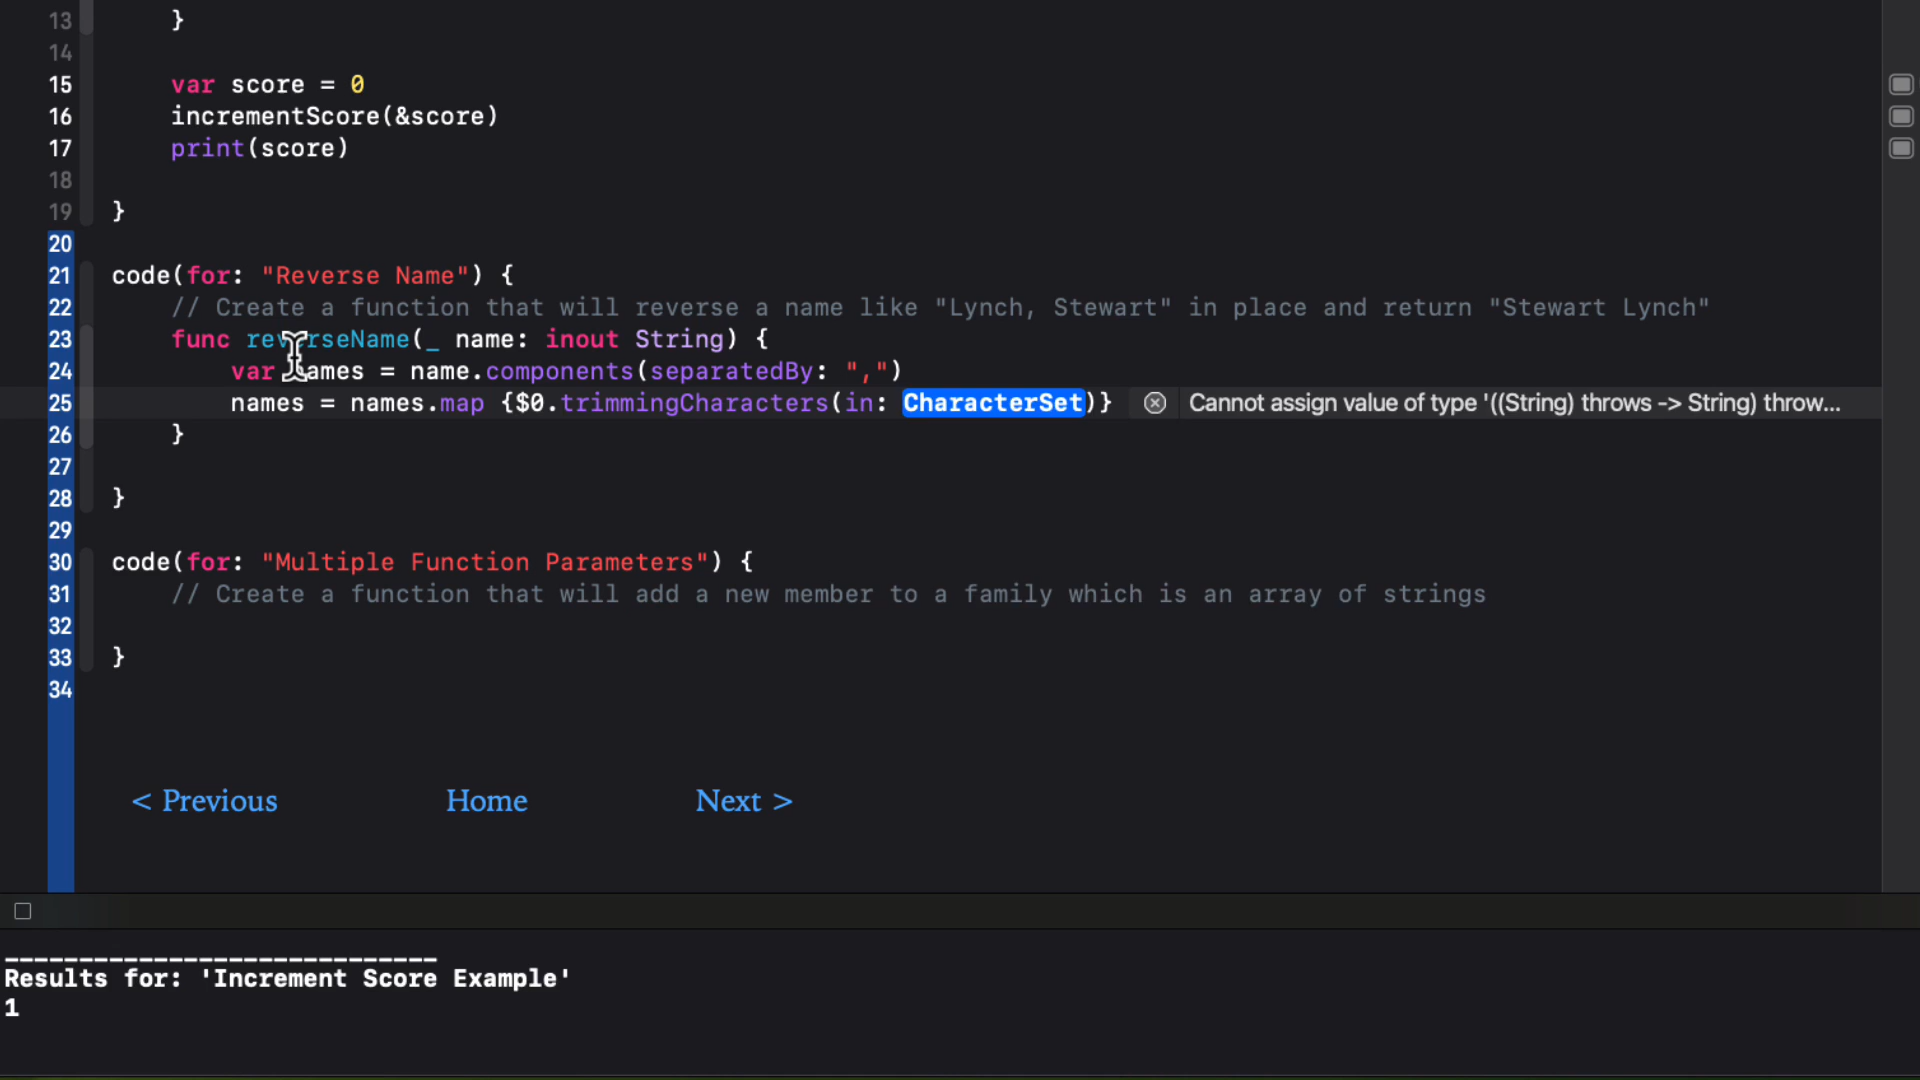 13 }
14
15 var score = 0
16 incrementScore(&score)
17 print(score)
18
19 }
20
21 code(for: "Reverse Name") {
22 // Create a function that will reverse a name like "Lynch, Stewart" in place and return "Stewart Lynch"
23 func reverseName(_ name: inout String) {
24 var names = name.components(separatedBy: ",")
25 names = names.map {$0.trimmingCharacters(in: CharacterSet)} Cannot assign value of type '((String) throws -> String) throw...
26 }
27
28 }
29
30 code(for: "Multiple Function Parameters") {
31 // Create a function that will add a new member to a family which is an array of strings
32
33 }
34
< Previous Home Next >
------------------------------
Results for: 'Increment Score Example'
1